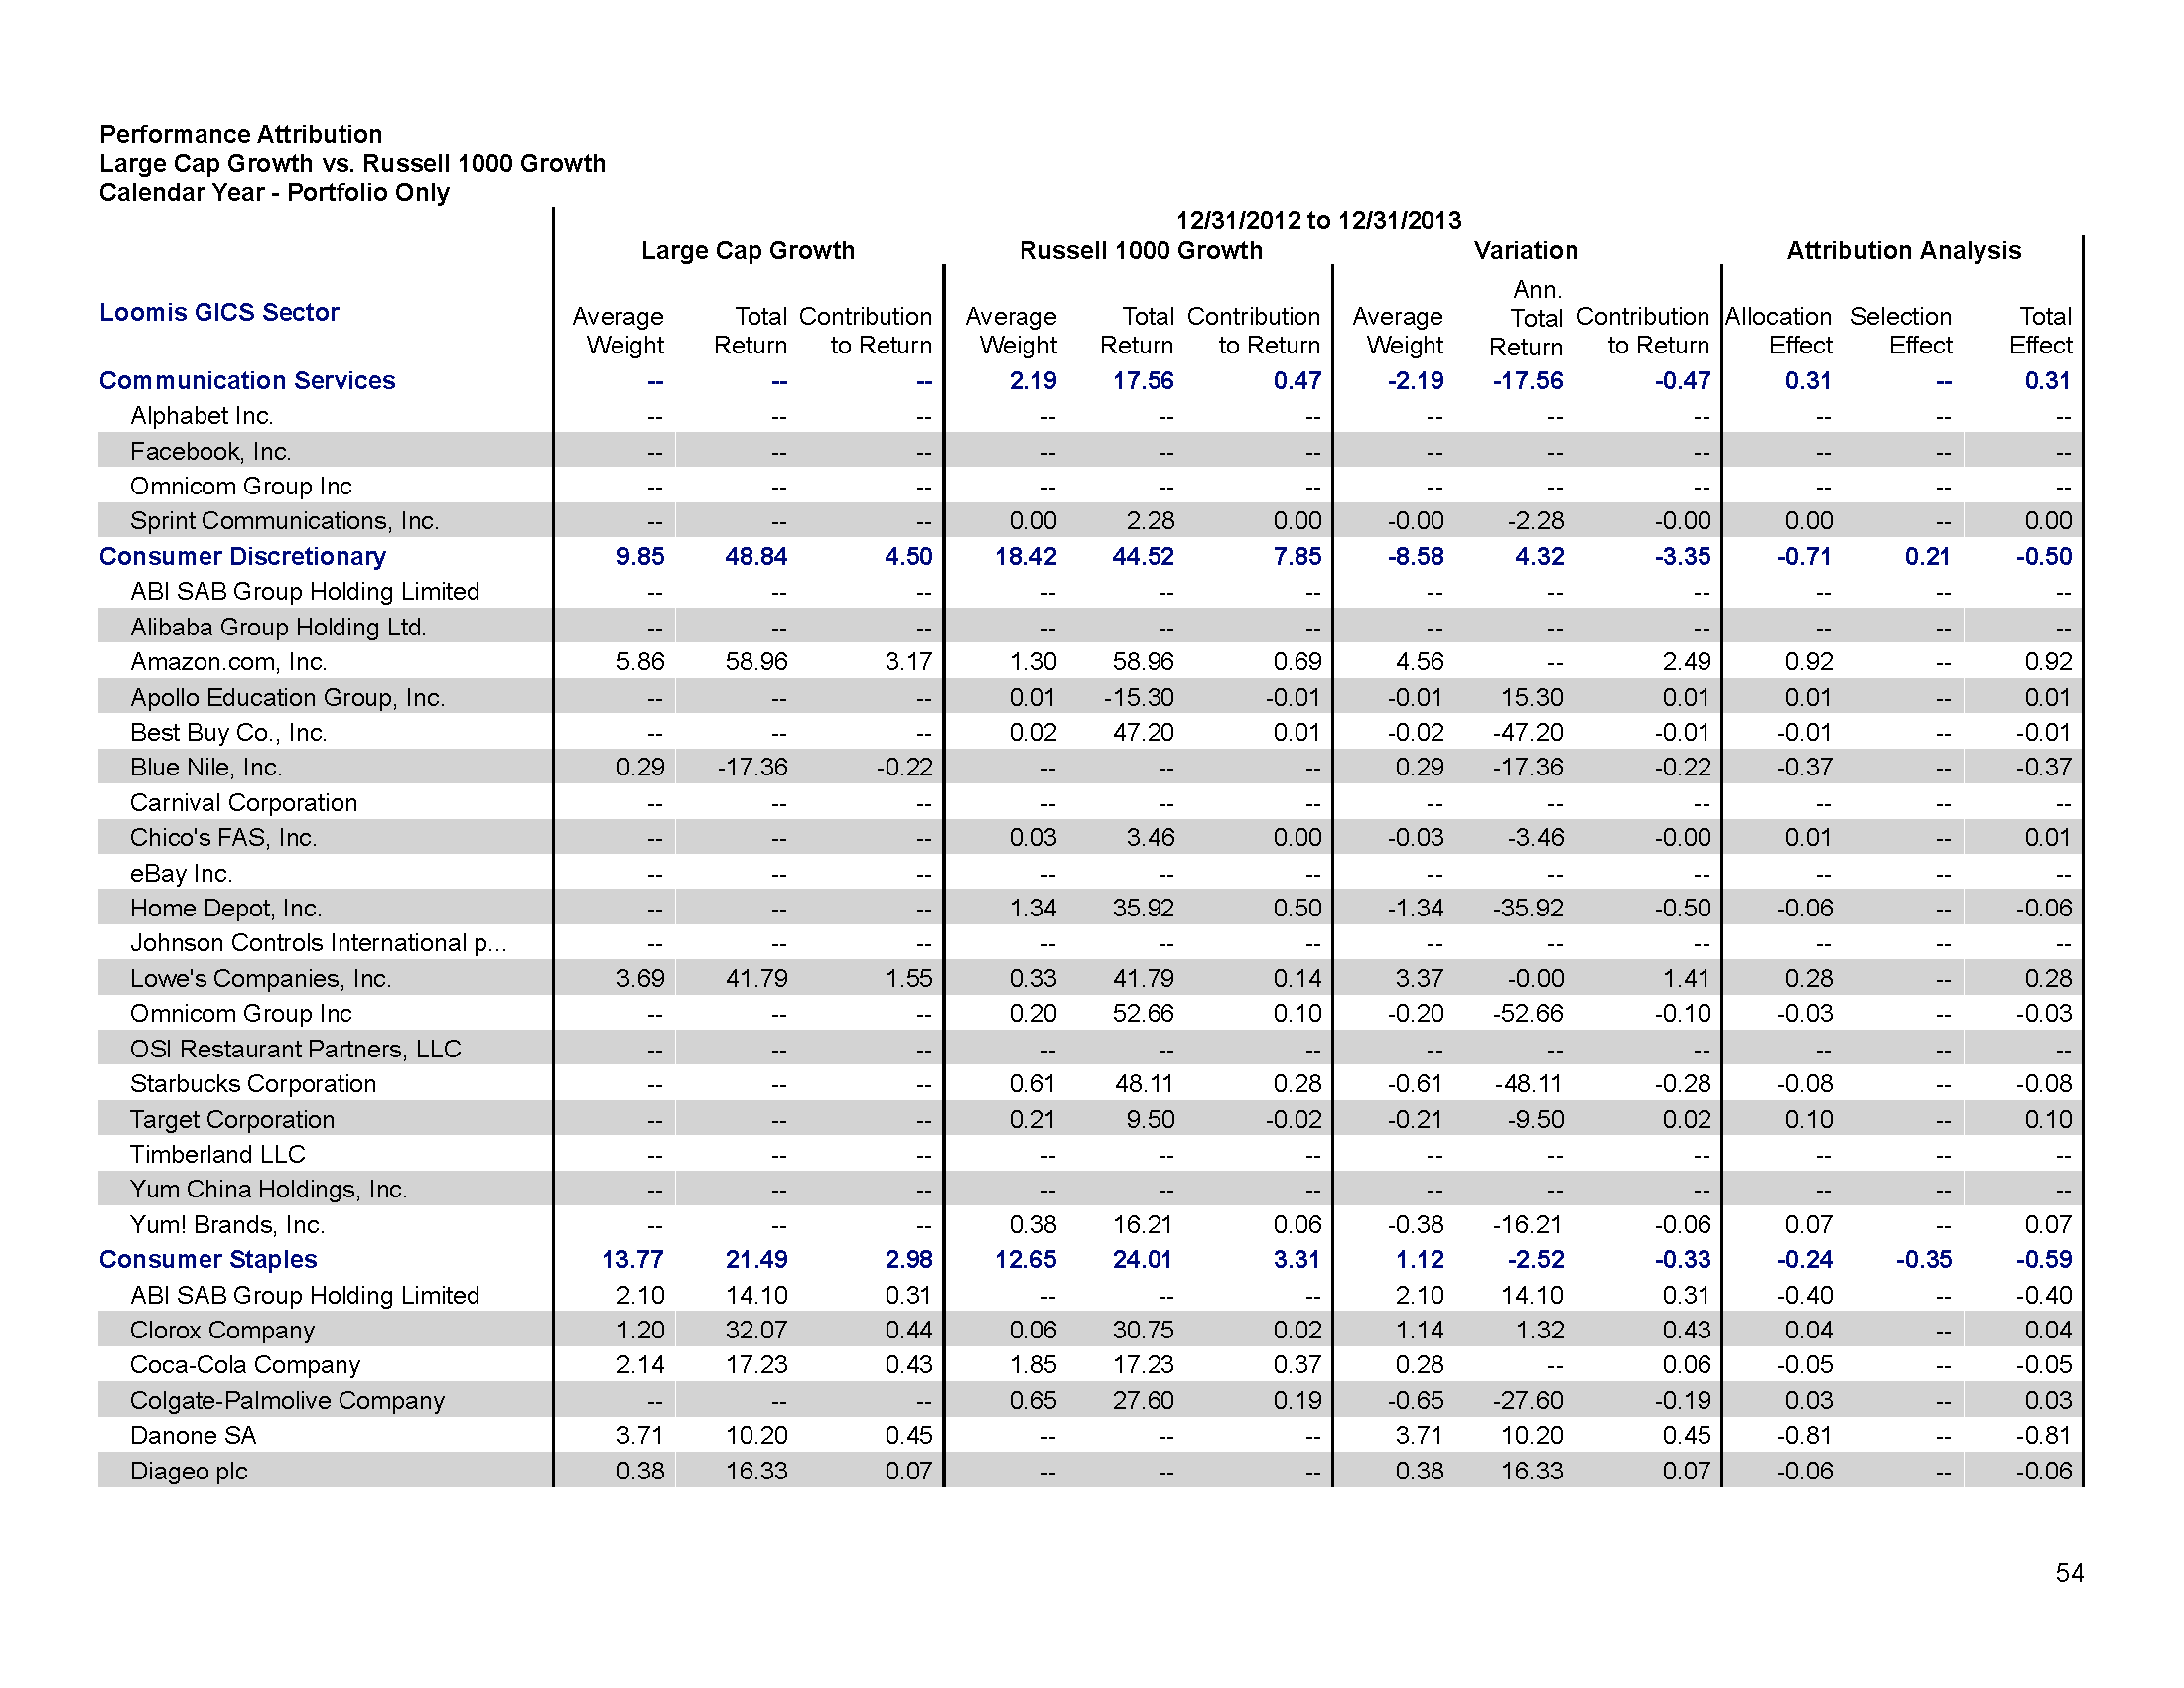 Performance Attribution
Large Cap Growth vs. Russell 1000 Growth
Calendar Year - Portfolio Only
12/31/2012 to 12/31/2013
Large Cap Growth Russell 1000 Growth Variation Attribution Analysis
Loomis GICS Sector Average Weight Total Return Contribution to Return Average Weight Total Return Contribution to Return Average Weight Ann. Total Return Contribution to Return Allocation Effect Selection Effect Total Effect
Communication Services -- -- -- 2.19 17.56 0.47 -2.19 -17.56 -0.47 0.31 -- 0.31
Alphabet Inc. -- -- -- -- -- -- -- -- -- -- -- --
Facebook, Inc. -- -- -- -- -- -- -- -- -- -- -- --
Omnicom Group Inc -- -- -- -- -- -- -- -- -- -- -- --
Sprint Communications, Inc. -- -- -- 0.00 2.28 0.00 -0.00 -2.28 -0.00 0.00 -- 0.00
Consumer Discretionary 9.85 48.84 4.50 18.42 44.52 7.85 -8.58 4.32 -3.35 -0.71 0.21 -0.50
ABI SAB Group Holding Limited -- -- -- -- -- -- -- -- -- -- -- --
Alibaba Group Holding Ltd. -- -- -- -- -- -- -- -- -- -- -- --
Amazon.com, Inc. 5.86 58.96 3.17 1.30 58.96 0.69 4.56 -- 2.49 0.92 -- 0.92
Apollo Education Group, Inc. -- -- -- 0.01 -15.30 -0.01 -0.01 15.30 0.01 0.01 -- 0.01
Best Buy Co., Inc. -- -- -- 0.02 47.20 0.01 -0.02 -47.20 -0.01 -0.01 -- -0.01
Blue Nile, Inc. 0.29 -17.36 -0.22 -- -- -- 0.29 -17.36 -0.22 -0.37 -- -0.37
Carnival Corporation -- -- -- -- -- -- -- -- -- -- -- --
Chico's FAS, Inc. -- -- -- 0.03 3.46 0.00 -0.03 -3.46 -0.00 0.01 -- 0.01
eBay Inc. -- -- -- -- -- -- -- -- -- -- -- --
Home Depot, Inc. -- -- -- 1.34 35.92 0.50 -1.34 -35.92 -0.50 -0.06 -- -0.06
Johnson Controls International p... -- -- -- -- -- -- -- -- -- -- -- --
Lowe's Companies, Inc. 3.69 41.79 1.55 0.33 41.79 0.14 3.37 -0.00 1.41 0.28 -- 0.28
Omnicom Group Inc -- -- -- 0.20 52.66 0.10 -0.20 -52.66 -0.10 -0.03 -- -0.03
OSI Restaurant Partners, LLC -- -- -- -- -- -- -- -- -- -- -- --
Starbucks Corporation -- -- -- 0.61 48.11 0.28 -0.61 -48.11 -0.28 -0.08 -- -0.08
Target Corporation -- -- -- 0.21 9.50 -0.02 -0.21 -9.50 0.02 0.10 -- 0.10
Timberland LLC -- -- -- -- -- -- -- -- -- -- -- --
Yum China Holdings, Inc. -- -- -- -- -- -- -- -- -- -- -- --
Yum! Brands, Inc. -- -- -- 0.38 16.21 0.06 -0.38 -16.21 -0.06 0.07 -- 0.07
Consumer Staples 13.77 21.49 2.98 12.65 24.01 3.31 1.12 -2.52 -0.33 -0.24 -0.35 -0.59
ABI SAB Group Holding Limited 2.10 14.10 0.31 -- -- -- 2.10 14.10 0.31 -0.40 -- -0.40
Clorox Company 1.20 32.07 0.44 0.06 30.75 0.02 1.14 1.32 0.43 0.04 -- 0.04
Coca-Cola Company 2.14 17.23 0.43 1.85 17.23 0.37 0.28 -- 0.06 -0.05 -- -0.05
Colgate-Palmolive Company -- -- -- 0.65 27.60 0.19 -0.65 -27.60 -0.19 0.03 -- 0.03
Danone SA 3.71 10.20 0.45 -- -- -- 3.71 10.20 0.45 -0.81 -- -0.81
Diageo plc 0.38 16.33 0.07 -- -- -- 0.38 16.33 0.07 -0.06 -- -0.06
54